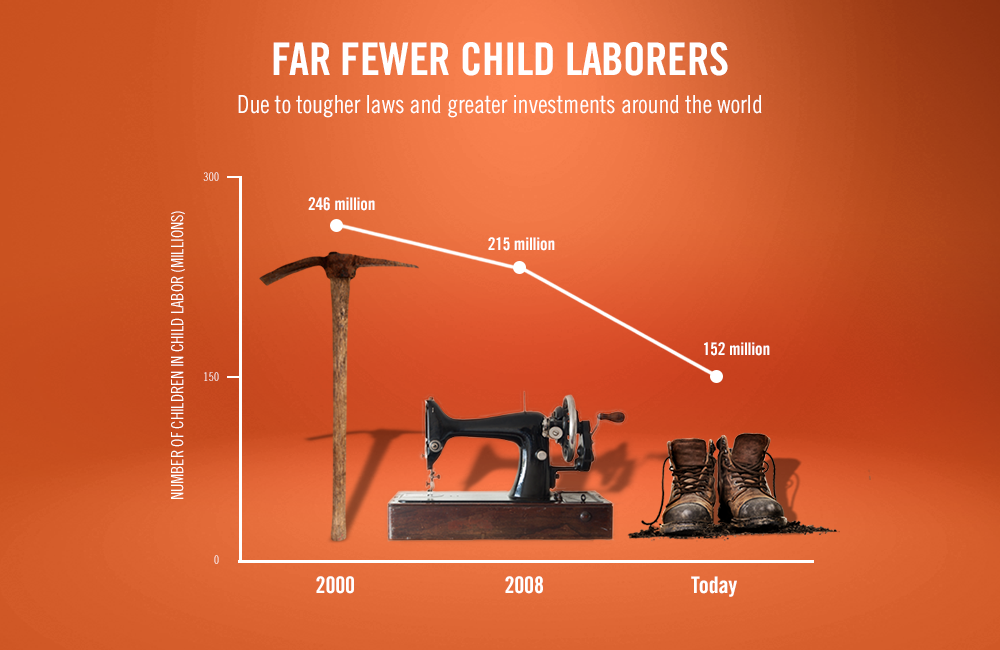 FAR FEWER CHILD LABORERS
Due to tougher laws and greater investments around the world
300
246 million
215 million
NUMBER OF CHILDREN IN CHILD LABOR (MILLIONS)
152 million
150
0
2000
2008
Today